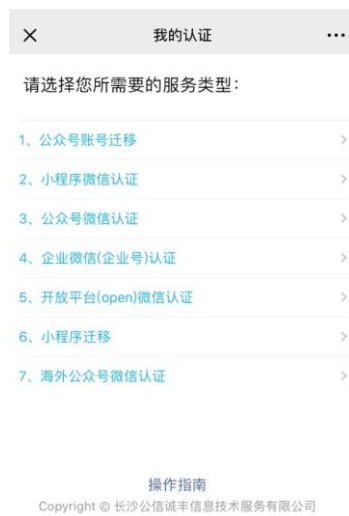 我的认证
请选择您所需要的服务类型：
1、公众号账号迁移
2、小程序微信认证
3、公众号微信认证
4、企业微信(企业号)认证
5、开放平台(open)微信认证
6、小程序迁移
7、海外公众号微信认证
操作指南
Copyright © 长沙公信诚丰信息技术服务有限公司